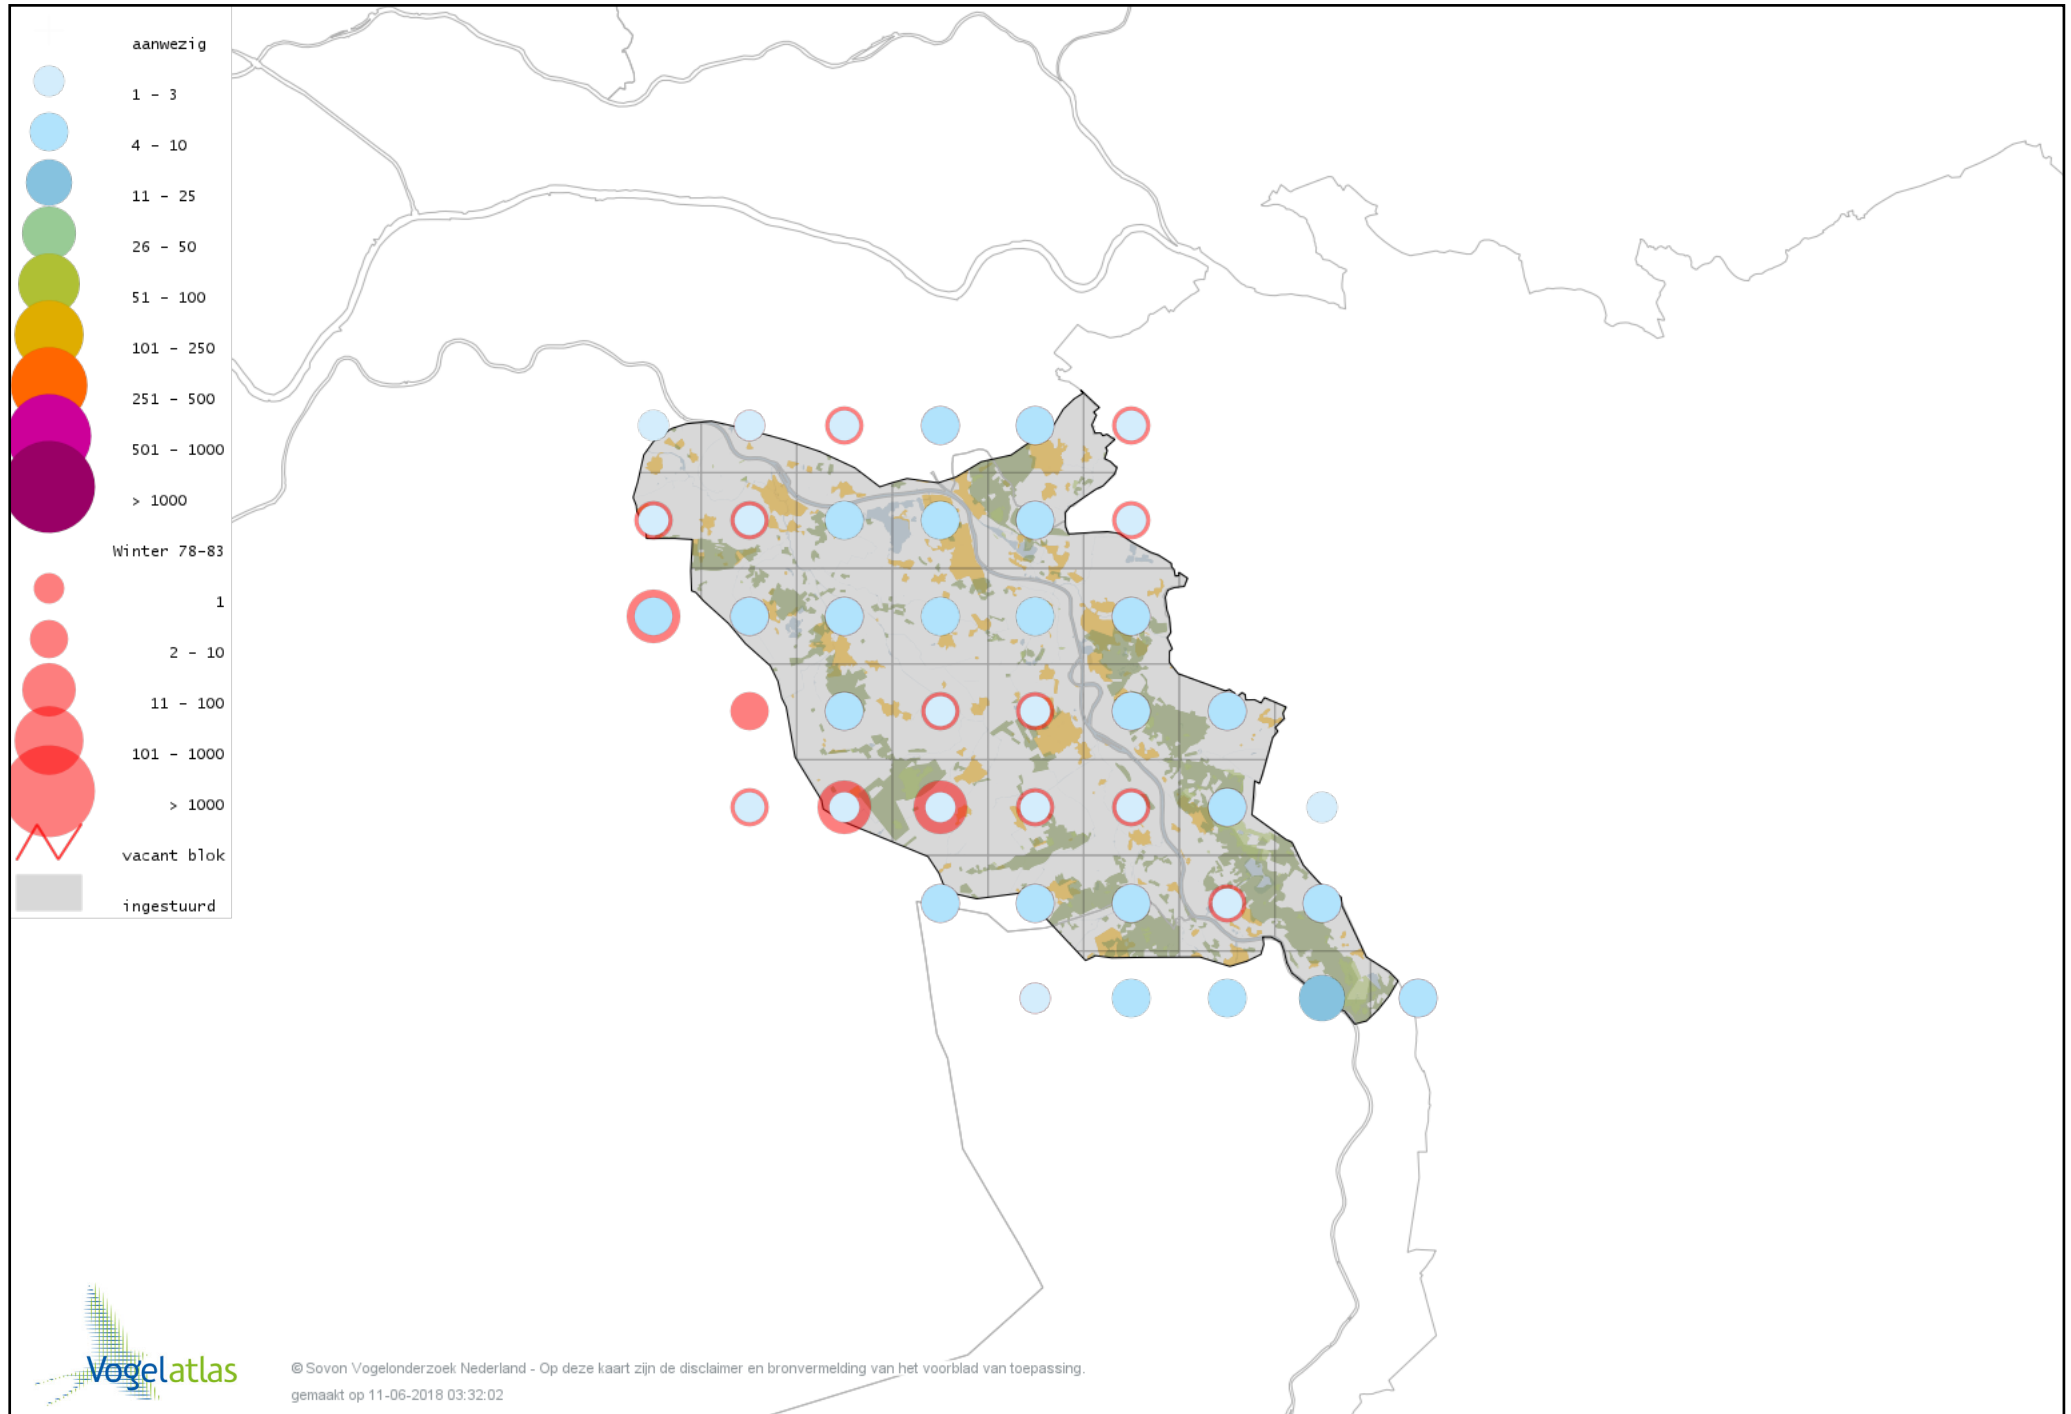 aanwezig
1 - 3
4 - 10
11 - 25
26 - 50
51 - 100
101 - 250
251 - 500
501 - 1000
> 1000
Winter 78-83
1
2 - 10
11 - 100
101 - 1000
> 1000
vacant blok
ingestuurd
Vogelatlas
© Sovon Vogelonderzoek Nederland - Op deze kaart zijn de disclaimer en bronvermelding van het voorblad van toepassing.
gemaakt op 11-06-2018 03:32:02